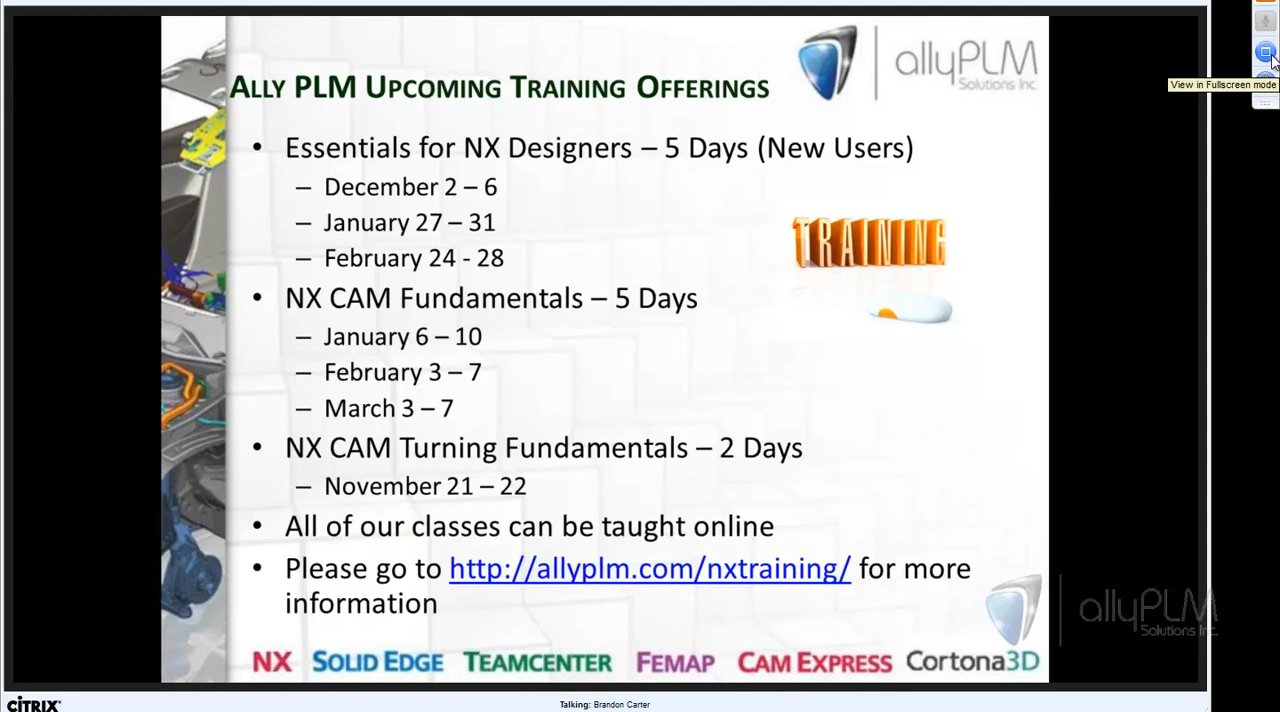 allyPLM
Solutions Inc.
View in Fullscreen mode
ALLY PLM UPCOMING TRAINING OFFERINGS
• Essentials for NX Designers – 5 Days (New Users)
– December 2 – 6
– January 27 – 31
– February 24 - 28
TRAINING
• NX CAM Fundamentals – 5 Days
– January 6 – 10
– February 3 – 7
– March 3 – 7
• NX CAM Turning Fundamentals – 2 Days
– November 21 – 22
• All of our classes can be taught online
• Please go to http://allyplm.com/nxtraining/ for more
information
allyPLM
Solutions Inc.
NX SOLID EDGE TEAMCENTER FEMAP CAM EXPRESS Cortona3D
CİTRIX Talking: Brandon Carter